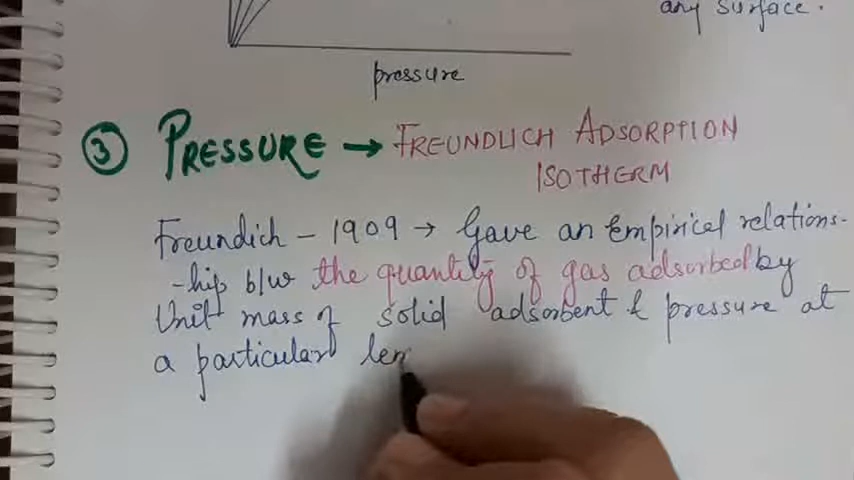 any surface.
pressure
③ PRESSURE → FREUNDLICH ADSORPTION
ISOTHERM
Freundich - 1909 → Gave an Empirical relations-
-hip b/w the quantity of gas adsorbed by
Unit mass of solid adsorbent & pressure at
a particular